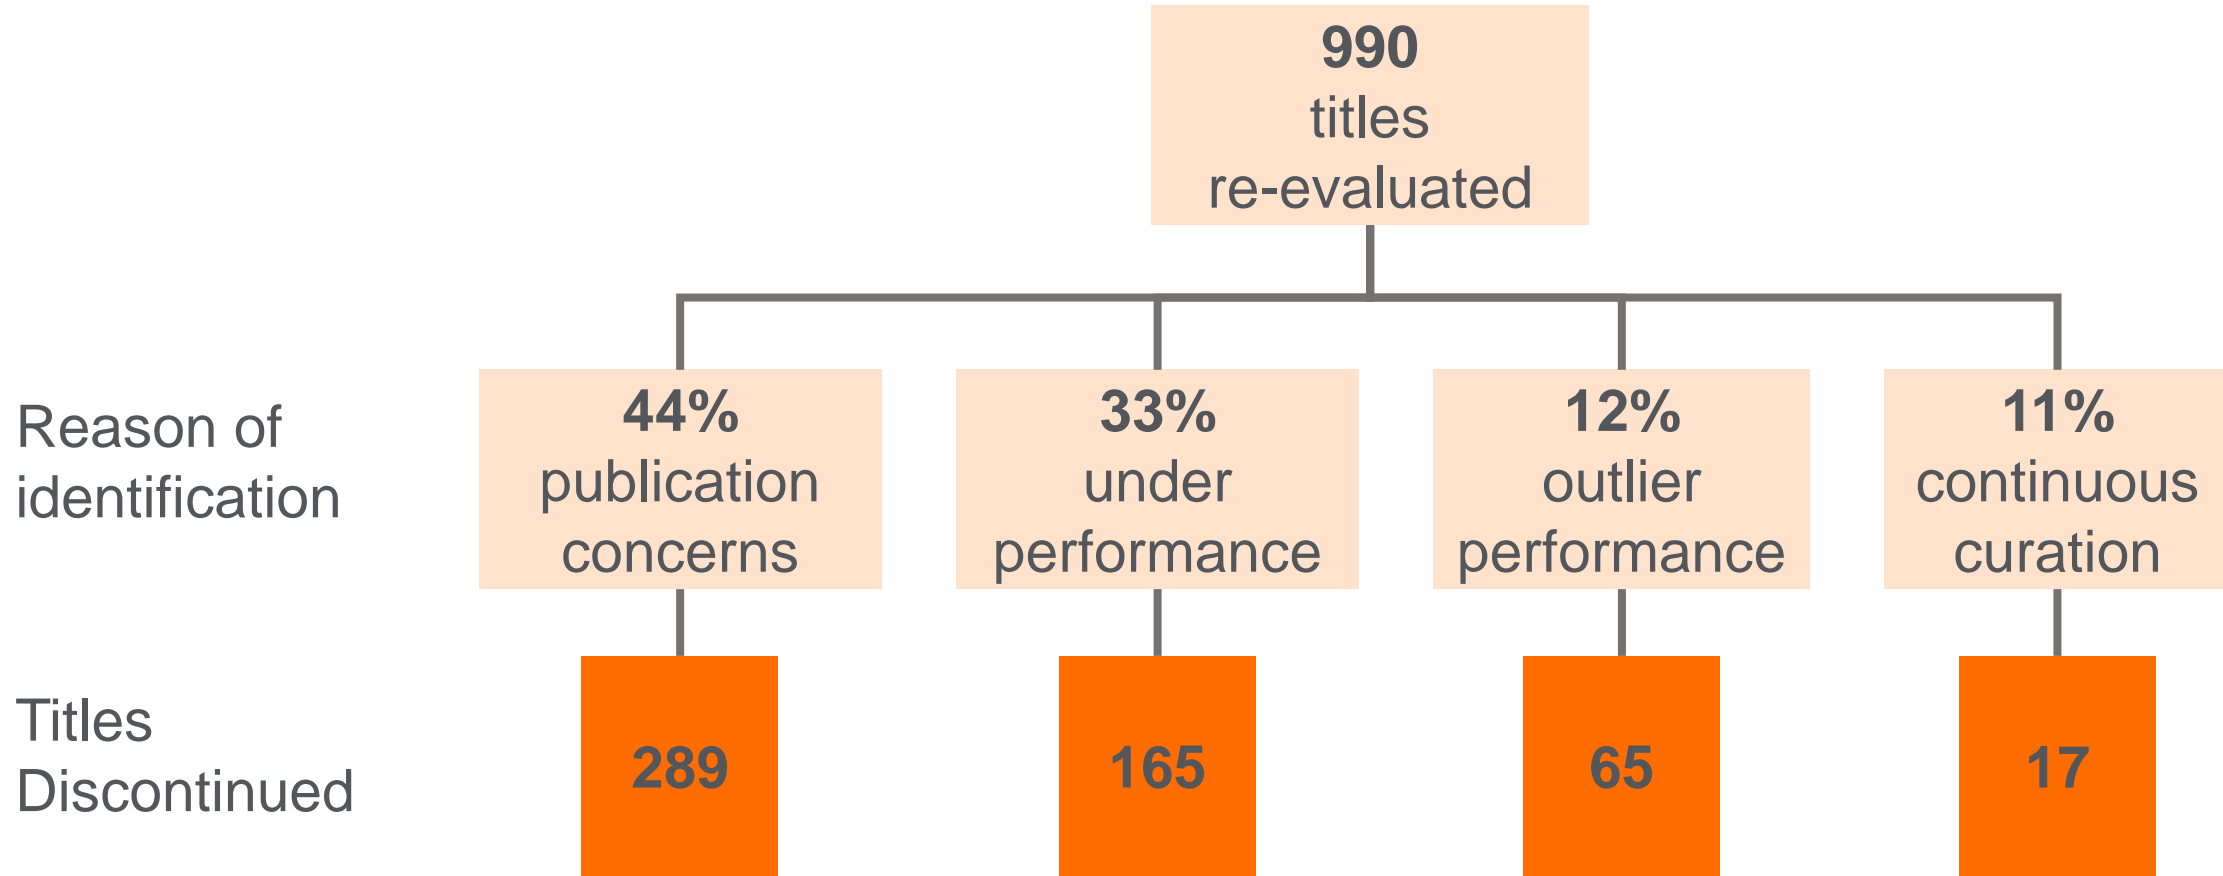 990
titles
re-evaluated
Reason of
identification
44%
publication
concerns
33%
under
performance
12%
outlier
performance
11%
continuous
curation
Titles
Discontinued
289
165
65
17